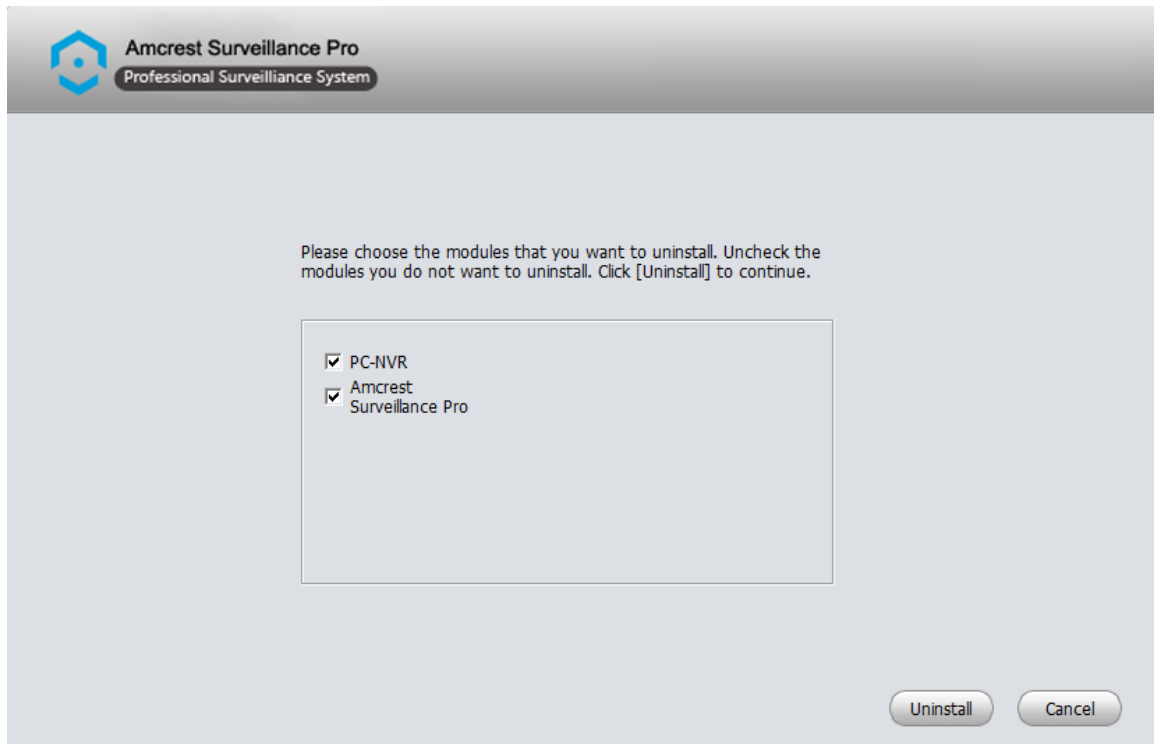 Amcrest Surveillance Pro
Professional Surveilliance System
Please choose the modules that you want to uninstall. Uncheck the
modules you do not want to uninstall. Click [Uninstall] to continue.
PC-NVR
Amcrest
Surveillance Pro
Uninstall
Cancel